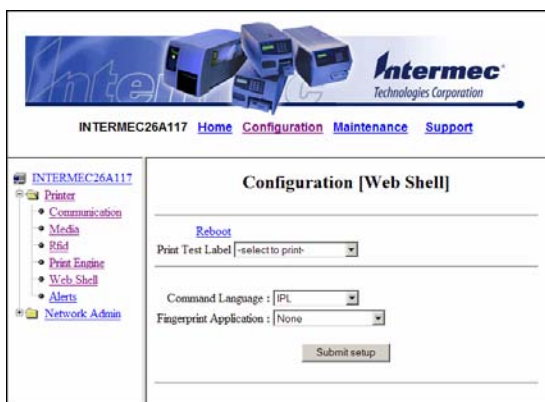 Intermec
Intermec
Technologies Corporation
INTERMEC26A117 Home Configuration Maintenance Support
INTERMEC26A117
Printer
Communication
Media
Rfid
Print Engine
Web Shell
Alerts
Network Admin
Configuration [Web Shell]
Reboot
Print Test Label -select to print-
Command Language : IPL
Fingerprint Application : None
Submit setup